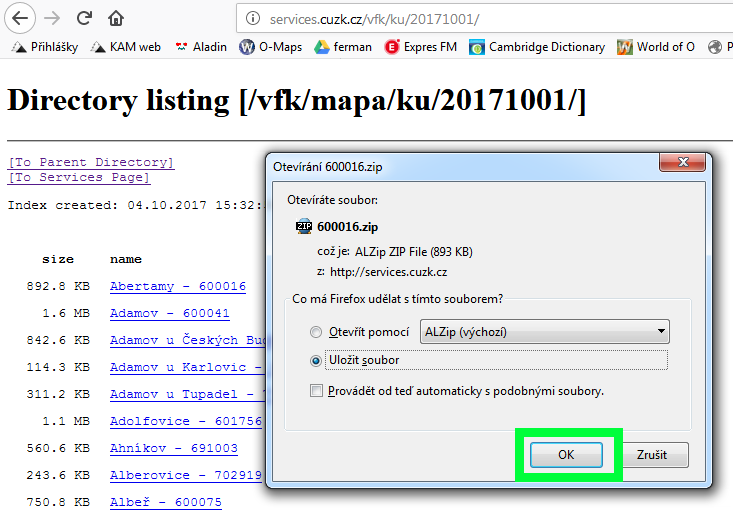 services.cuzk.cz/vfk/ku/20171001/
Přihlášky KAM web Aladin O-Maps ferman Expres FM Cambridge Dictionary World of O P
Directory listing [/vfk/mapa/ku/20171001/]
[To Parent Directory]
[To Services Page]
Index created: 04.10.2017 15:32:
size name
892.8 KB Abertamy - 600016
1.6 MB Adamov - 600041
842.6 KB Adamov u Českých Bud
114.3 KB Adamov u Karlovic -
311.2 KB Adamov u Tupadel -
1.1 MB Adolfovice - 601756
560.6 KB Ahníkov - 691003
243.6 KB Alberovice - 702919
750.8 KB Albeř - 600075
Otevírání 600016.zip
Otevíráte soubor:
ZIP 600016.zip
což je: ALZip ZIP File (893 KB)
z: http://services.cuzk.cz
Co má Firefox udělat s tímto souborem?
Otevřít pomocí ALZip (výchozí)
Uložit soubor
Provádět od teď automaticky s podobnými soubory.
OK Zrušit